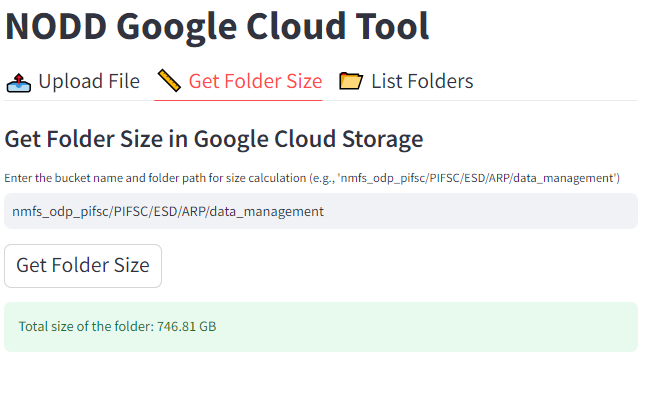 NODD Google Cloud Tool
Upload File Get Folder Size List Folders
Get Folder Size in Google Cloud Storage
Enter the bucket name and folder path for size calculation (e.g., 'nmfs_odp_pifsc/PIFSC/ESD/ARP/data_management')
nmfs_odp_pifsc/PIFSC/ESD/ARP/data_management
Get Folder Size
Total size of the folder: 746.81 GB